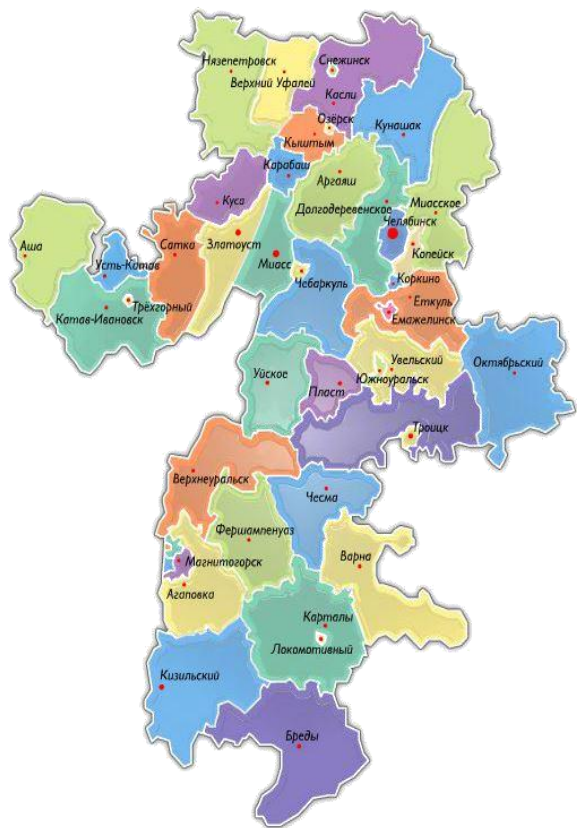 Нязепетровск
Верхний Уфалей
Снежинск
Касли
Озёрск
Кунашак
Кыштым
Карабаш
Аргаяш
Куса
Долгодеревенское
Миасское
Челябинск
Аша
Сатка
Златоуст
Копейск
Усть-Катав
Миасс
Чебаркуль
Коркино
Еткуль
Трёхгорный
Катав-Ивановск
Емажелинск
Увельский
Октябрьский
Уйское
Южноуральск
Пласт
Троицк
Верхнеуральск
Чесма
Фершампенуаз
Варна
Магнитогорск
Агаповка
Карталы
Локомотивный
Кизильский
Бреды